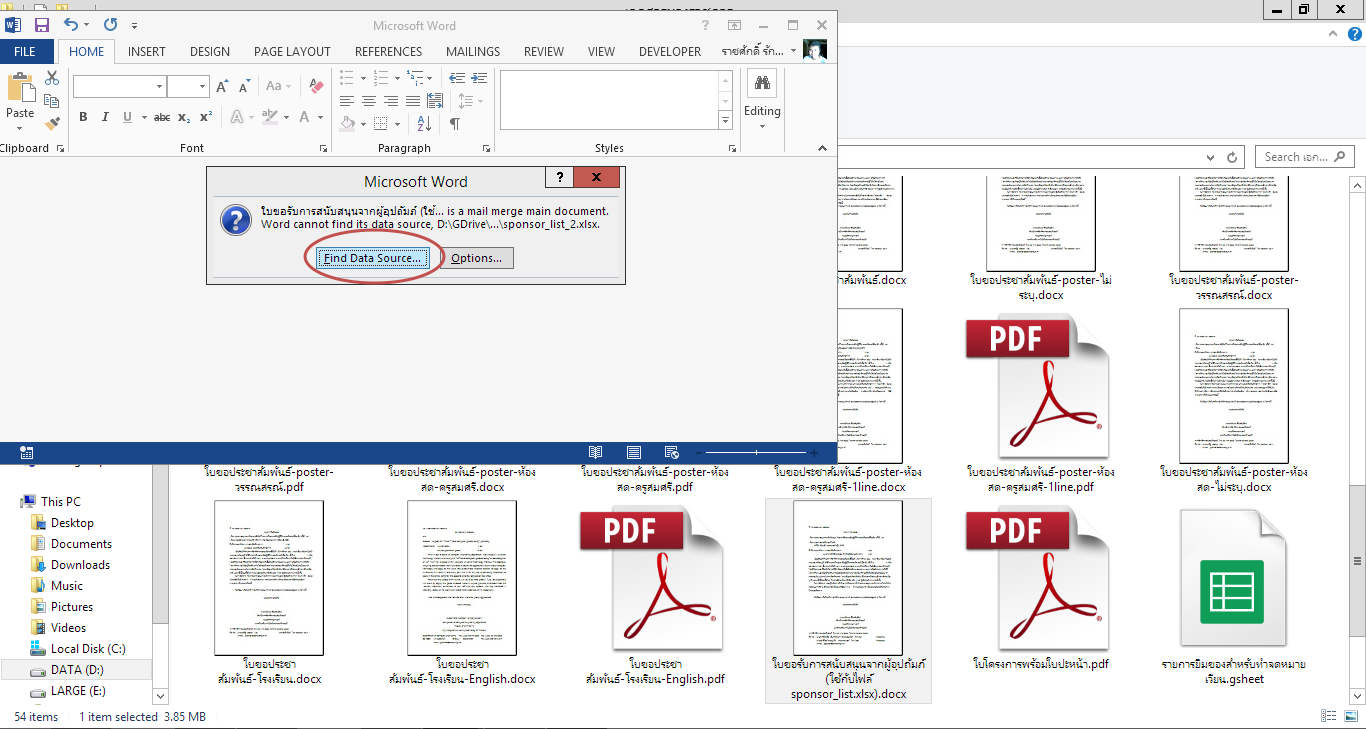 Microsoft Word
FILE
HOME
INSERT
DESIGN
PAGE LAYOUT
REFERENCES
MAILINGS
REVIEW
VIEW
DEVELOPER
ราชศักดิ์ รัก...
Paste
Clipboard
Font
Paragraph
Styles
Editing
Search เอก...
Microsoft Word
ใบขอรับการสนับสนุนจากผู้อุปถัมภ์ (ใช้... is a mail merge main document.
Word cannot find its data source, D:\GDrive\...\sponsor_list_2.xlsx.
Find Data Source...
Options...
ใบขอประชาสัมพันธ์-poster-ไม่
ระบุ.docx
ใบขอประชาสัมพันธ์-poster-
วรรณสรณ์.docx
ใบขอประชาสัมพันธ์-poster-
วรรณสรณ์.pdf
ใบขอประชาสัมพันธ์-poster-ห้อง
สด-ครูสมศรี.docx
ใบขอประชาสัมพันธ์-poster-ห้อง
สด-ครูสมศรี.pdf
ใบขอประชาสัมพันธ์-poster-ห้อง
สด-ครูสมศรี-1line.docx
ใบขอประชาสัมพันธ์-poster-ห้อง
สด-ครูสมศรี-1line.pdf
ใบขอประชาสัมพันธ์-poster-ห้อง
สด-ไม่ระบุ.docx
This PC
Desktop
Documents
Downloads
Music
Pictures
Videos
Local Disk (C:)
DATA (D:)
LARGE (E:)
ใบขอประชา
สัมพันธ์-โรงเรียน.docx
ใบขอประชา
สัมพันธ์-โรงเรียน-English.docx
ใบขอประชา
สัมพันธ์-โรงเรียน-English.pdf
ใบขอรับการสนับสนุนจากผู้อุปถัมภ์
(ใช้กับไฟล์
sponsor_list.xlsx).docx
ใบโครงการพร้อมใบปะหน้า.pdf
รายการยิมของสำหรับทำจดหมาย
เวียน.gsheet
54 items
1 item selected 3.85 MB